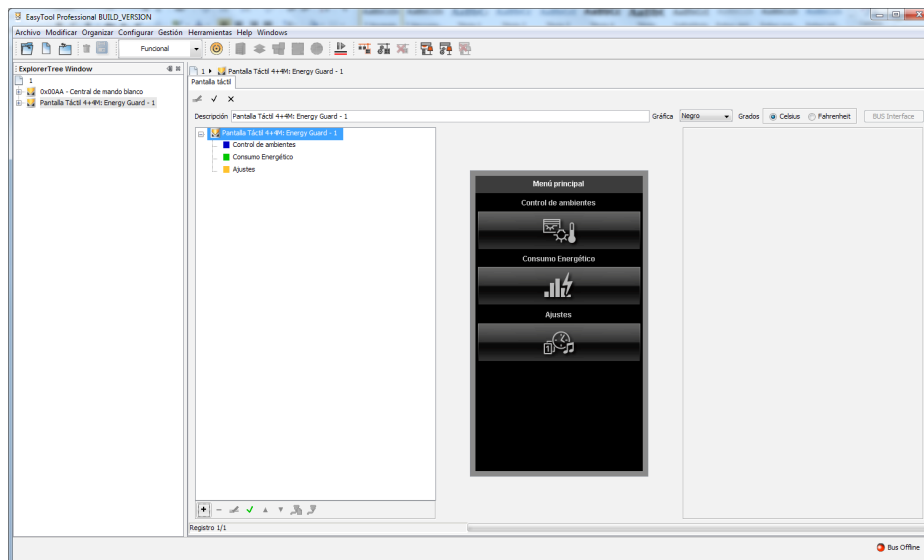 EasyTool Professional BUILD_VERSION
Archivo Modificar Organizar Configurar Gestión Herramientas Help Windows
Funcional
ExplorerTree Window
1
0x00AA - Central de mando blanco
Pantalla Táctil 4+4M: Energy Guard - 1
1 Pantalla Táctil 4+4M: Energy Guard - 1
Pantalla táctil
Descripción Pantalla Táctil 4+4M: Energy Guard - 1 Gráfica Negro Grados Celsius Fahrenheit BUS Interface
Pantalla Táctil 4+4M: Energy Guard - 1
Control de ambientes
Consumo Energético
Ajustes
Menú principal
Control de ambientes
Consumo Energético
Ajustes
1
Registro 1/1
Bus Offline